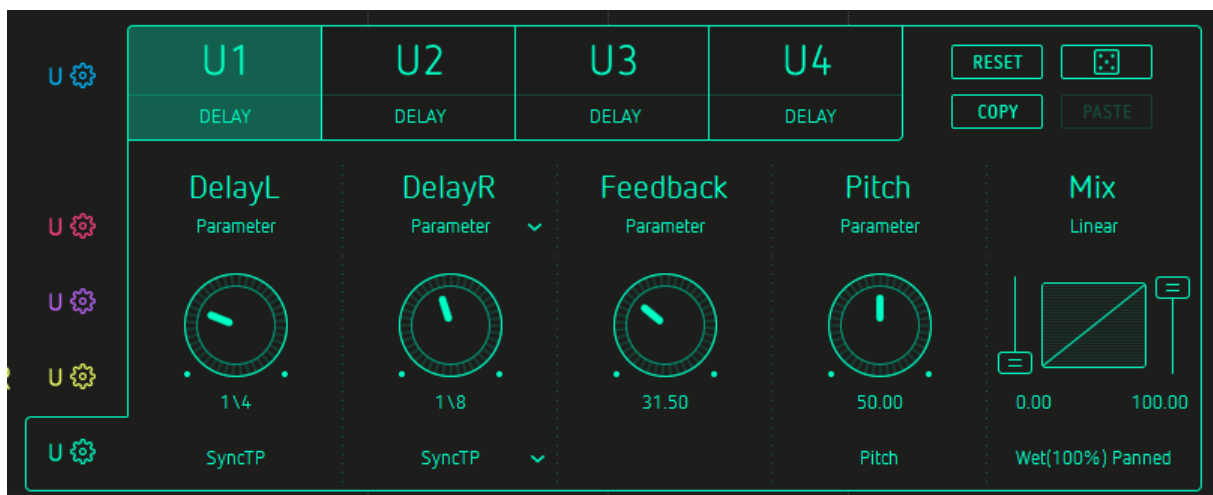 U1 U2 U3 U4 RESET
U
DELAY DELAY DELAY DELAY COPY PASTE
DelayL DelayR Feedback Pitch Mix
U Parameter Parameter Parameter Parameter Linear
U
U
1\4 1\8 31.50 50.00 0.00 100.00
U SyncTP SyncTP Pitch Wet(100%) Panned